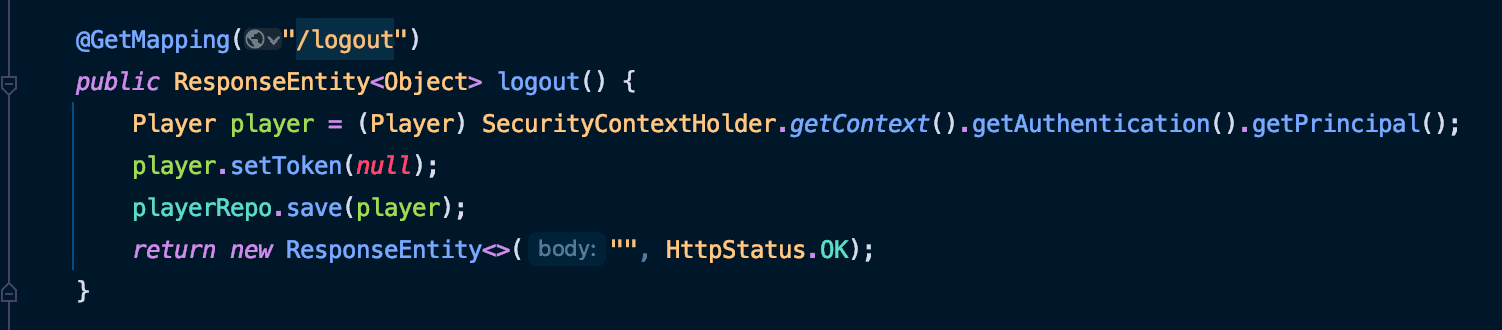 @GetMapping("/logout")
public ResponseEntity<Object> logout() {
Player player = (Player) SecurityContextHolder.getContext().getAuthentication().getPrincipal();
player.setToken(null);
playerRepo.save(player);
return new ResponseEntity<>( body: "", HttpStatus.OK);
}